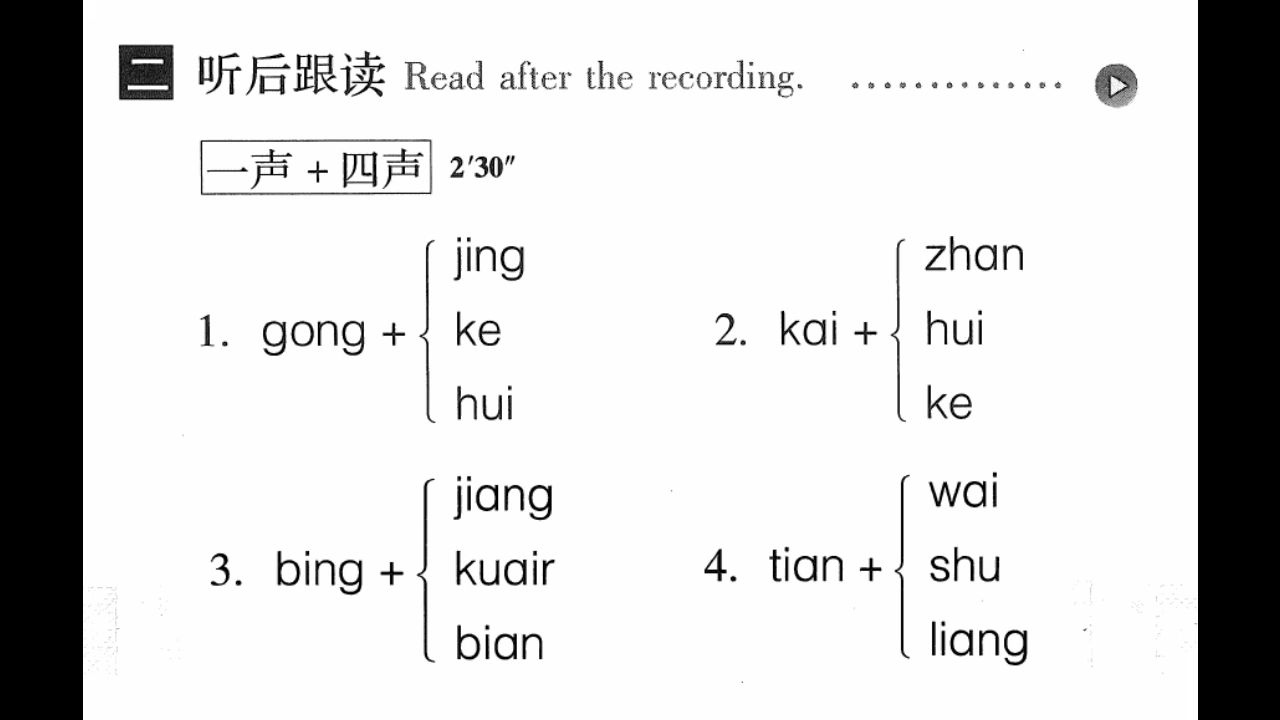 二 听后跟读 Read after the recording. ..............
一声 + 四声 2′30″
1. gong + jing
ke
hui
2. kai + zhan
hui
ke
3. bing + jiang
kuair
bian
4. tian + wai
shu
liang